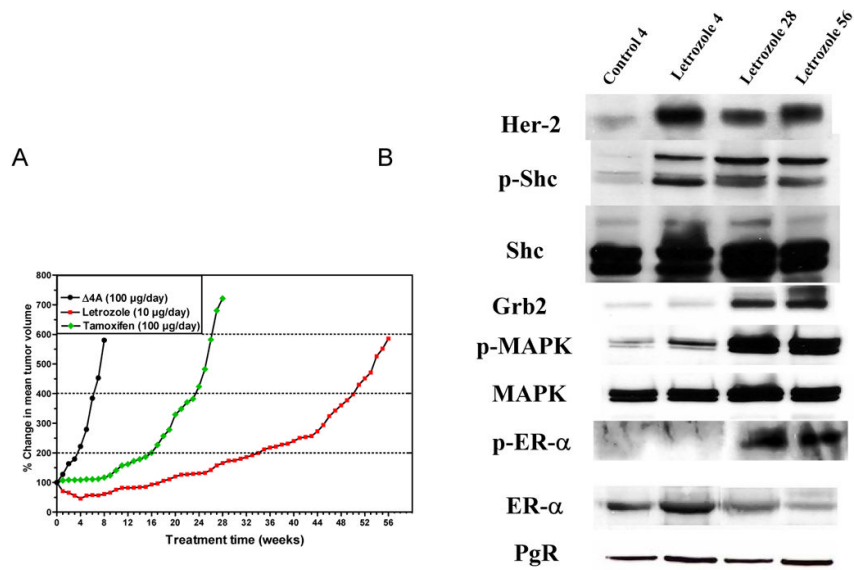 A
B
800
700
600
500
400
300
200
100
0
% Change in mean tumor volume
Δ4A (100 µg/day)
Letrozole (10 µg/day)
Tamoxifen (100 µg/day)
0 4 8 12 16 20 24 28 32 36 40 44 48 52 56 60
Treatment time (weeks)
Control 4
Letrozole 4
Letrozole 28
Letrozole 56
Her-2
p-Shc
Shc
Grb2
p-MAPK
MAPK
p-ER-α
ER-α
PgR